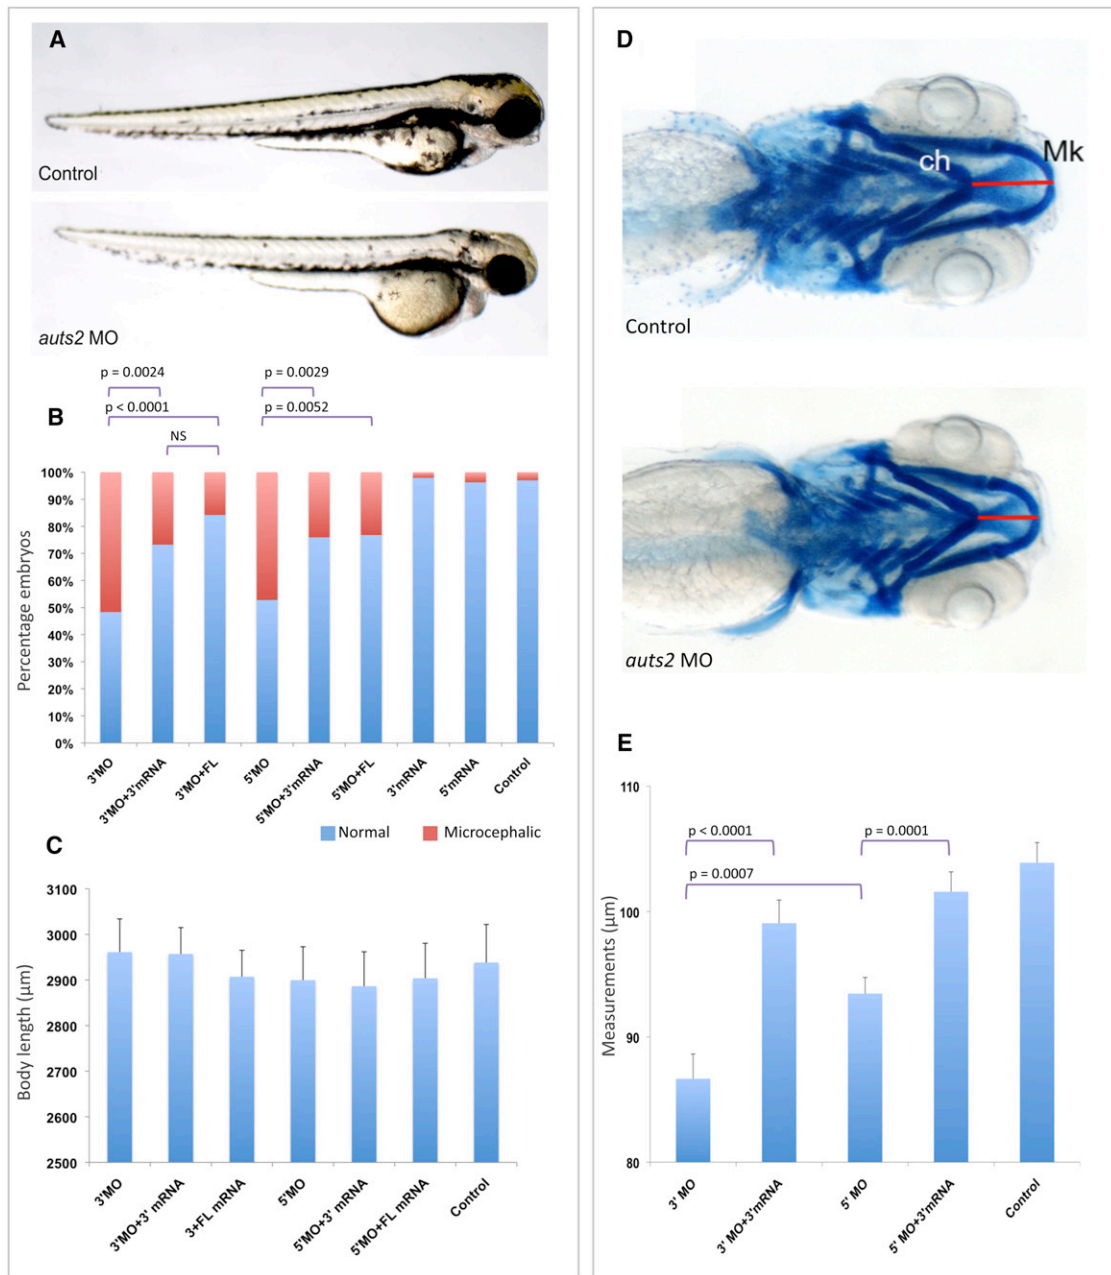 A
Control
auts2 MO
p = 0.0024
p = 0.0029
p < 0.0001
p = 0.0052
B
NS
100%
90%
80%
70%
60%
50%
40%
30%
20%
10%
0%
Percentage embryos
3'MO
3'MO+3'mRNA
3'MO+FL
5'MO
5'MO+3'mRNA
5'MO+FL
3'mRNA
5'mRNA
Control
Normal
Microcephalic
C
3100
3000
2900
2800
2700
2600
2500
Body length (µm)
3'MO
3'MO+3' mRNA
3+FL mRNA
5'MO
5'MO+3' mRNA
5'MO+FL mRNA
Control
D
ch
Mk
Control
auts2 MO
E
110
100
90
80
Measurements (µm)
p < 0.0001
p = 0.0001
p = 0.0007
3' MO
3' MO+3'mRNA
5' MO
5' MO+3'mRNA
Control